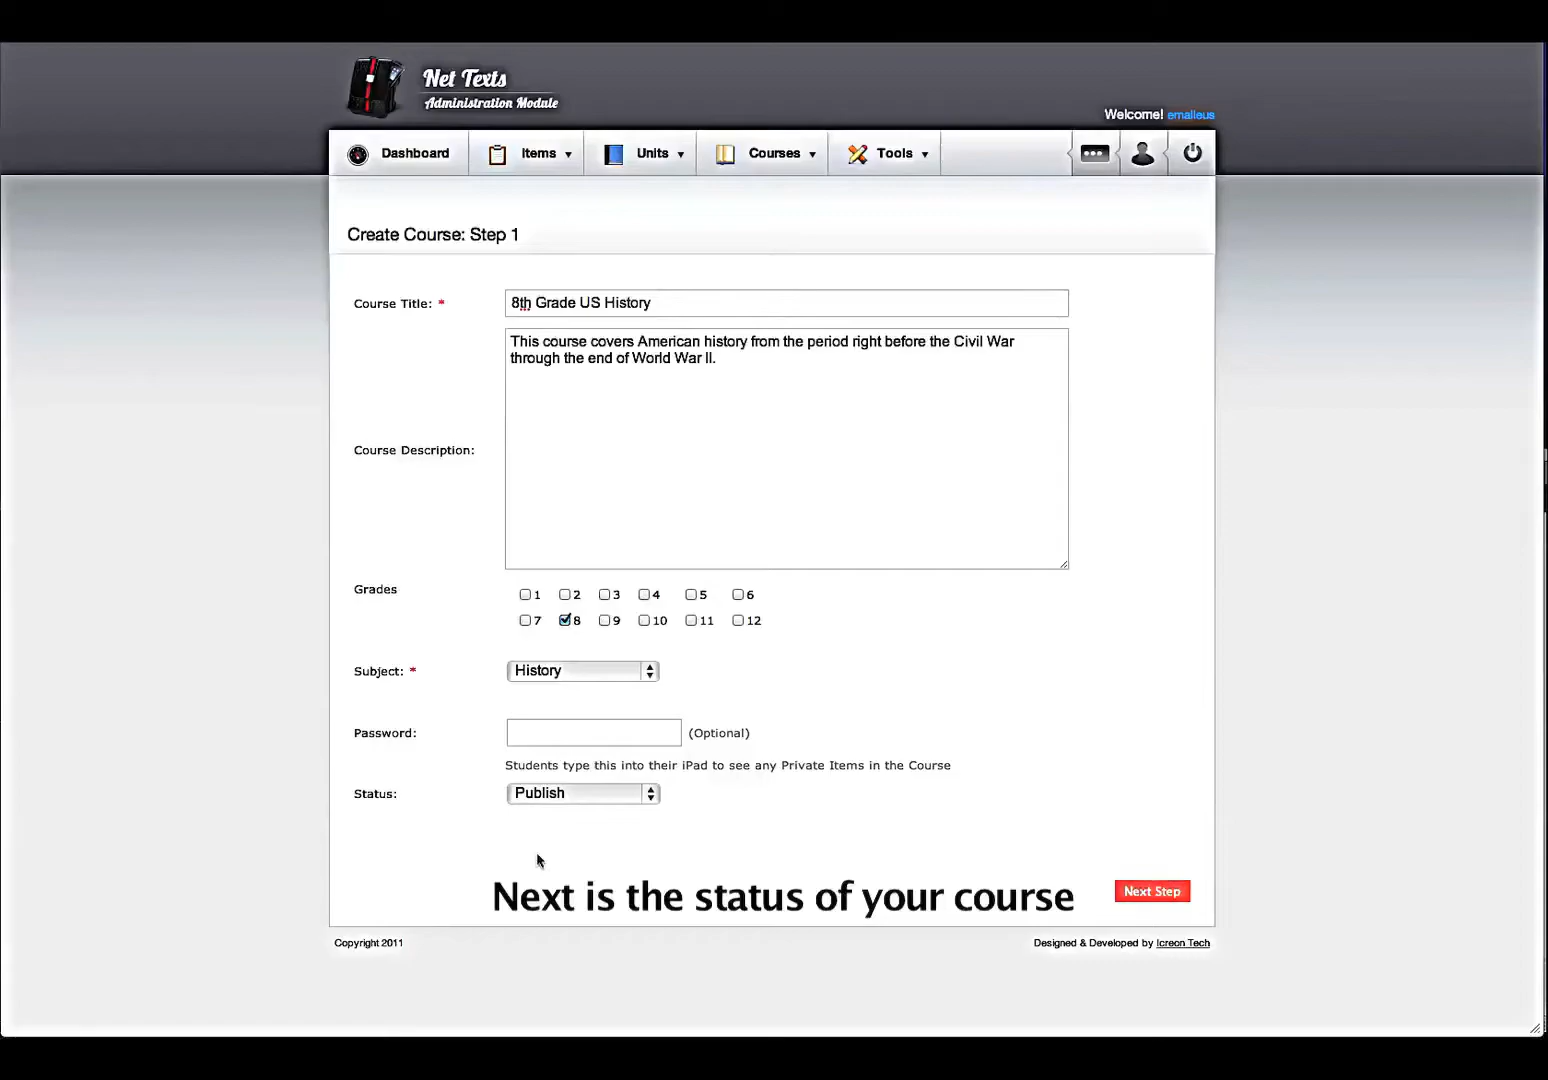 Net Texts
Administration Module
Welcome! emalleus
Dashboard Items Units Courses Tools
Create Course: Step 1
Course Title: * 8th Grade US History
This course covers American history from the period right before the Civil War
through the end of World War II.
Course Description:
Grades 1 2 3 4 5 6
7 8 9 10 11 12
Subject: * History
Password: (Optional)
Students type this into their iPad to see any Private Items in the Course
Status: Publish
Next is the status of your course
Next Step
Copyright 2011 Designed & Developed by Icreon Tech